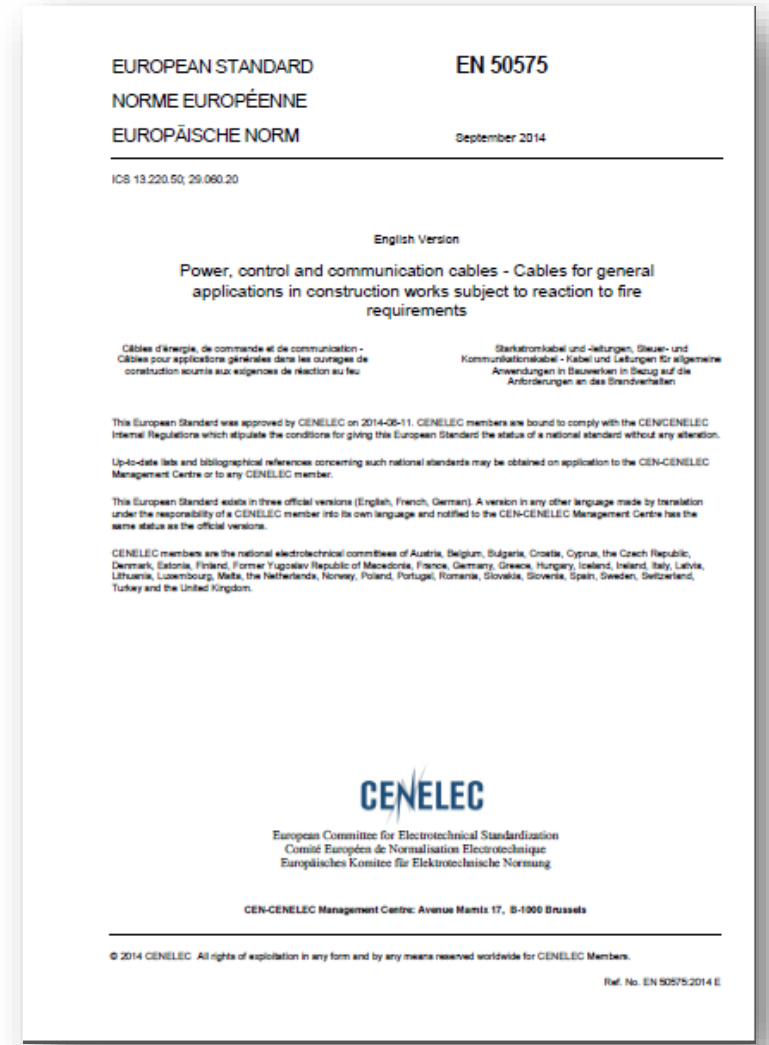 EUROPEAN STANDARD
EN 50575
NORME EUROPÉENNE
EUROPÄISCHE NORM
September 2014
ICS 13.220.50; 29.060.20
English Version
Power, control and communication cables - Cables for general
applications in construction works subject to reaction to fire
requirements
Câbles d'énergie, de commande et de communication -
Câbles pour applications générales dans les ouvrages de
construction soumis aux exigences de réaction au feu
Starkstromkabel und -leitungen, Steuer- und
Kommunikationskabel - Kabel und Leitungen für allgemeine
Anwendungen in Bauwerken in Bezug auf die
Anforderungen an das Brandverhalten
This European Standard was approved by CENELEC on 2014-08-11. CENELEC members are bound to comply with the CEN/CENELEC
Internal Regulations which stipulate the conditions for giving this European Standard the status of a national standard without any alteration.
Up-to-date lists and bibliographical references concerning such national standards may be obtained on application to the CEN-CENELEC
Management Centre or to any CENELEC member.
This European Standard exists in three official versions (English, French, German). A version in any other language made by translation
under the responsibility of a CENELEC member into its own language and notified to the CEN-CENELEC Management Centre has the
same status as the official versions.
CENELEC members are the national electrotechnical committees of Austria, Belgium, Bulgaria, Croatia, Cyprus, the Czech Republic,
Denmark, Estonia, Finland, Former Yugoslav Republic of Macedonia, France, Germany, Greece, Hungary, Iceland, Ireland, Italy, Latvia,
Lithuania, Luxembourg, Malta, the Netherlands, Norway, Poland, Portugal, Romania, Slovakia, Slovenia, Spain, Sweden, Switzerland,
Turkey and the United Kingdom.
CENELEC
European Committee for Electrotechnical Standardization
Comité Européen de Normalisation Electrotechnique
Europäisches Komitee für Elektrotechnische Normung
CEN-CENELEC Management Centre: Avenue Marnix 17, B-1000 Brussels
© 2014 CENELEC All rights of exploitation in any form and by any means reserved worldwide for CENELEC Members.
Ref. No. EN 50575:2014 E